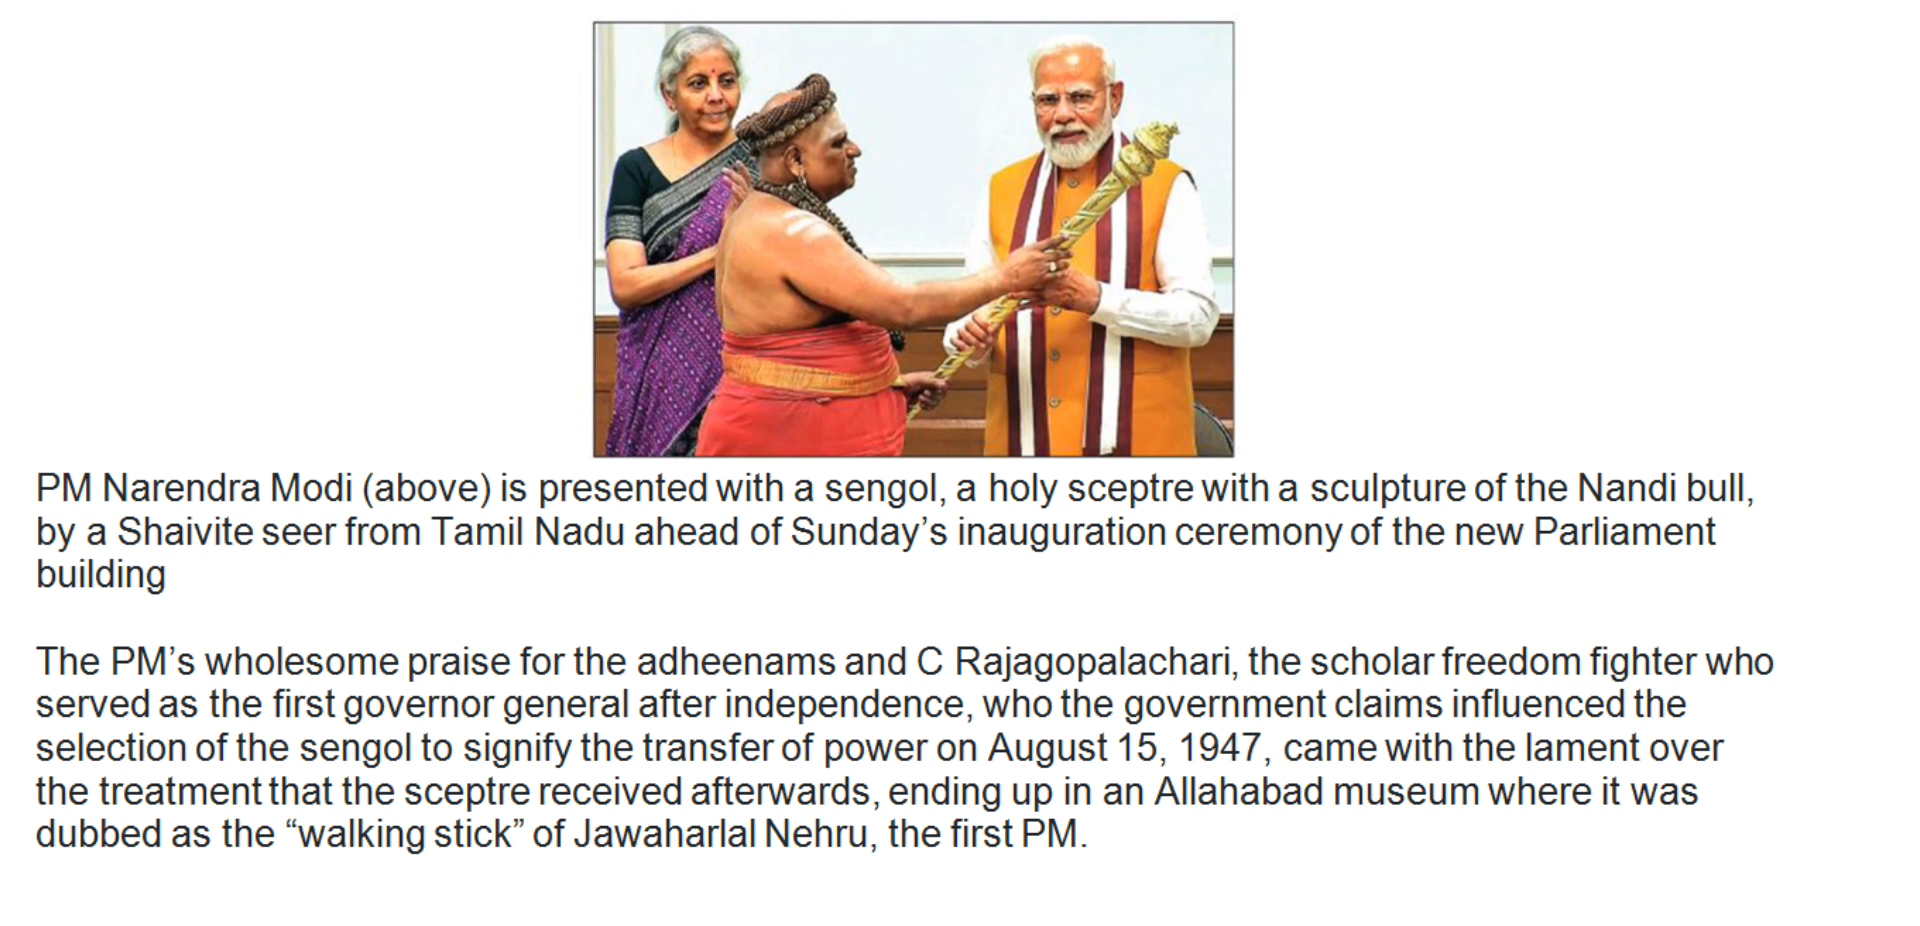 PM Narendra Modi (above) is presented with a sengol, a holy sceptre with a sculpture of the Nandi bull,
by a Shaivite seer from Tamil Nadu ahead of Sunday’s inauguration ceremony of the new Parliament
building
The PM’s wholesome praise for the adheenams and C Rajagopalachari, the scholar freedom fighter who
served as the first governor general after independence, who the government claims influenced the
selection of the sengol to signify the transfer of power on August 15, 1947, came with the lament over
the treatment that the sceptre received afterwards, ending up in an Allahabad museum where it was
dubbed as the “walking stick” of Jawaharlal Nehru, the first PM.